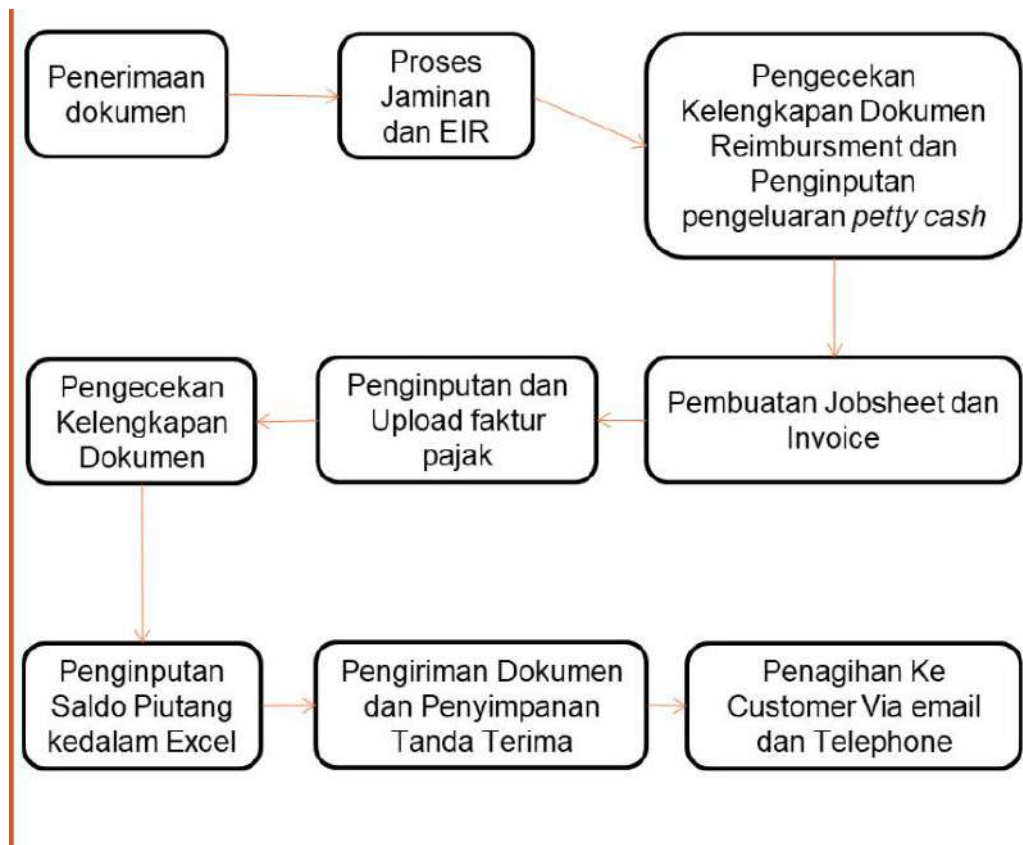 Penerimaan
dokumen
Proses
Jaminan
dan EIR
Pengecekan
Kelengkapan Dokumen
Reimbursment dan
Penginputan
pengeluaran petty cash
Pembuatan Jobsheet dan
Invoice
Penginputan dan
Upload faktur
pajak
Pengecekan
Kelengkapan
Dokumen
Penginputan
Saldo Piutang
kedalam Excel
Pengiriman Dokumen
dan Penyimpanan
Tanda Terima
Penagihan Ke
Customer Via email
dan Telephone